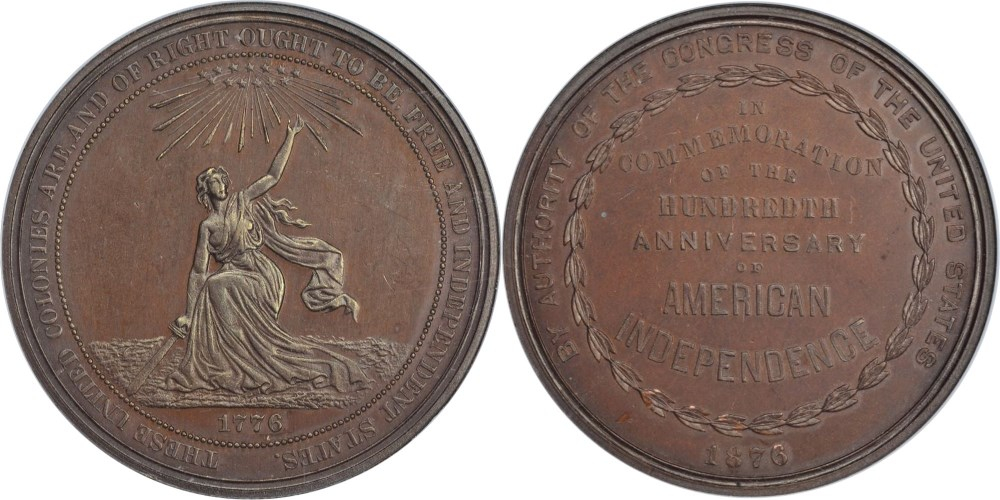 THESE UNITED COLONIES ARE, AND OF RIGHT OUGHT TO BE, FREE AND INDEPENDENT STATES.
1776
BY AUTHORITY OF THE CONGRESS OF THE UNITED STATES
IN
COMMEMORATION
OF THE
HUNDREDTH
ANNIVERSARY
OF
AMERICAN
INDEPENDENCE
1876